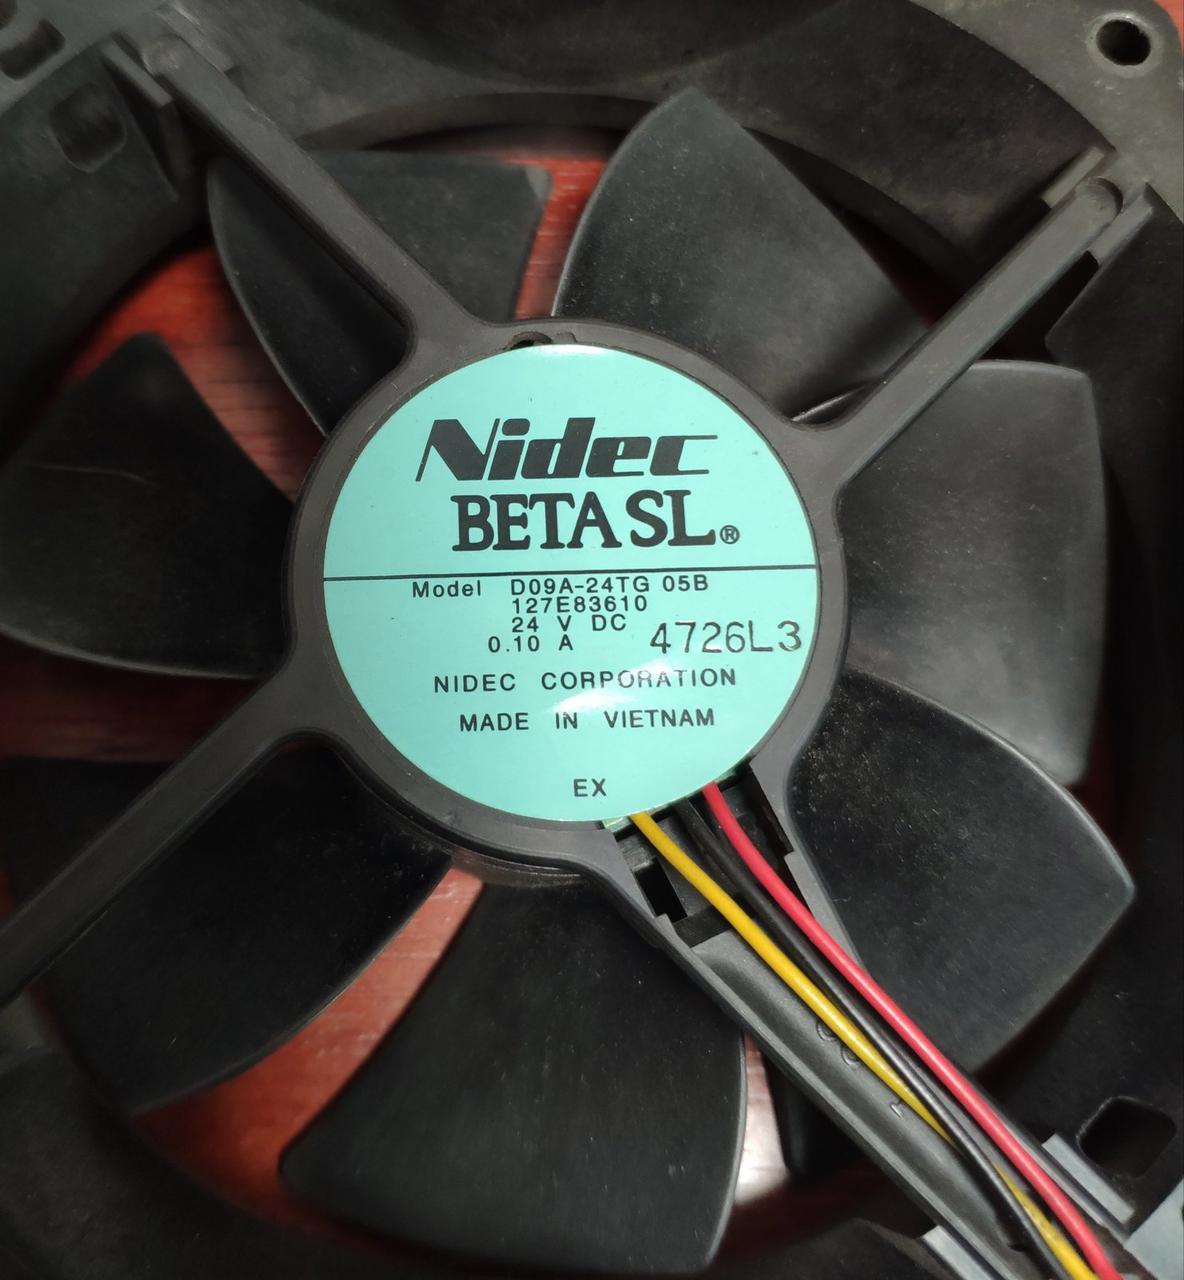 Nidec
BETA SL®
Model D09A-24TG 05B
127E83610
24 V DC
0.10 A 4726L3
NIDEC CORPORATION
MADE IN VIETNAM
EX